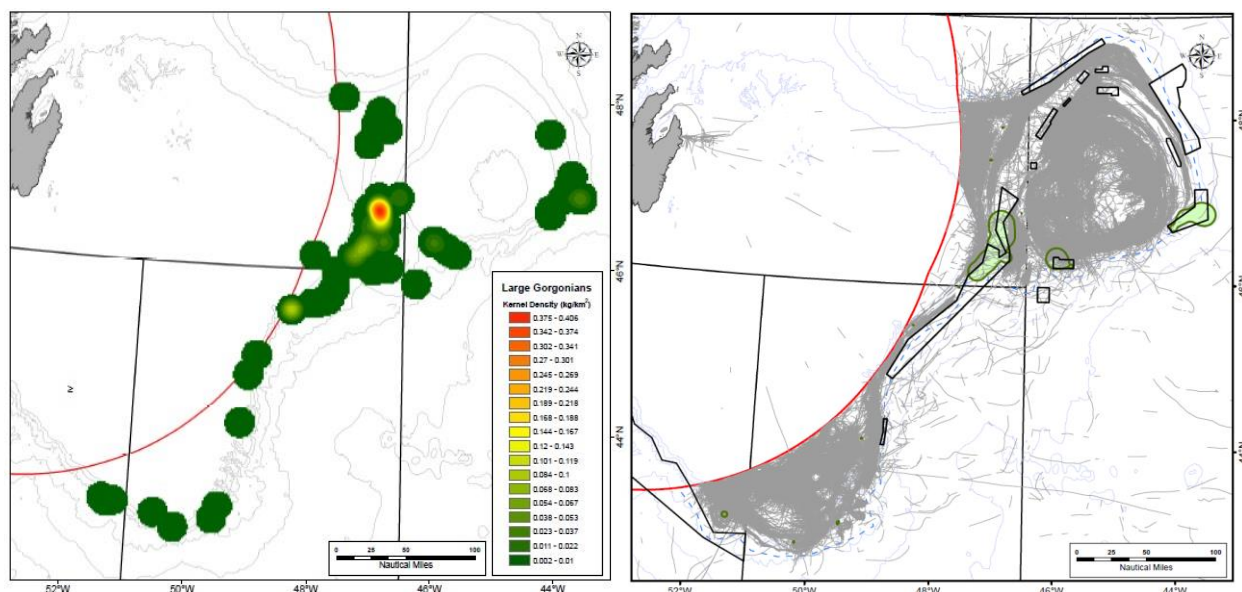 N
W E
S
48°N
46°N
44°N
IV
Large Gorgonians
Kernel Density (kg/km²)
0.375 - 0.406
0.342 - 0.374
0.302 - 0.341
0.27 - 0.301
0.245 - 0.269
0.219 - 0.244
0.189 - 0.218
0.168 - 0.188
0.144 - 0.167
0.12 - 0.143
0.101 - 0.119
0.084 - 0.1
0.068 - 0.083
0.054 - 0.067
0.038 - 0.053
0.023 - 0.037
0.011 - 0.022
0.002 - 0.01
0 25 50 100
Nautical Miles
52°W 50°W 48°W 46°W 44°W
N
W E
S
48°N
46°N
44°N
0 25 50 100
Nautical Miles
52°W 50°W 48°W 46°W 44°W